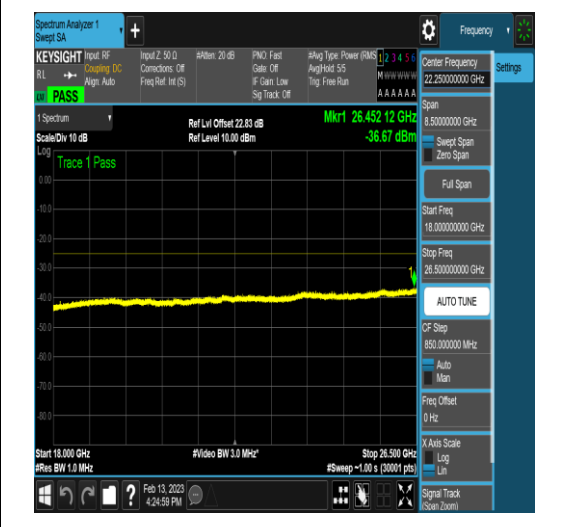 Spectrum Analyzer 1
Swept SA
+
Frequency
KEYSIGHT
RL
PASS
Input: RF
Coupling: DC
Align: Auto
Input Z: 50 Ω
Corrections: Off
Freq Ref: Int (S)
#Atten: 20 dB
PNO: Fast
Gate: Off
IF Gain: Low
Sig Track: Off
#Avg Type: Power (RMS
Avg|Hold: 5/5
Trig: Free Run
1 2 3 4 5 6
M W W W W W
A A A A A A
1 Spectrum
Scale/Div 10 dB
Ref Lvl Offset 22.83 dB
Ref Level 10.00 dBm
Mkr1 26.452 12 GHz
-36.67 dBm
Log
Trace 1 Pass
0.00
-10.0
-20.0
-30.0
-40.0
-50.0
-60.0
-70.0
-80.0
1
Start 18.000 GHz
#Res BW 1.0 MHz
#Video BW 3.0 MHz*
Stop 26.500 GHz
#Sweep ~1.00 s (30001 pts)
?
Feb 13, 2023
4:24:59 PM
Center Frequency
22.250000000 GHz
Settings
Span
8.50000000 GHz
Swept Span
Zero Span
Full Span
Start Freq
18.000000000 GHz
Stop Freq
26.500000000 GHz
AUTO TUNE
CF Step
850.000000 MHz
Auto
Man
Freq Offset
0 Hz
X Axis Scale
Log
Lin
Signal Track
(Span Zoom)